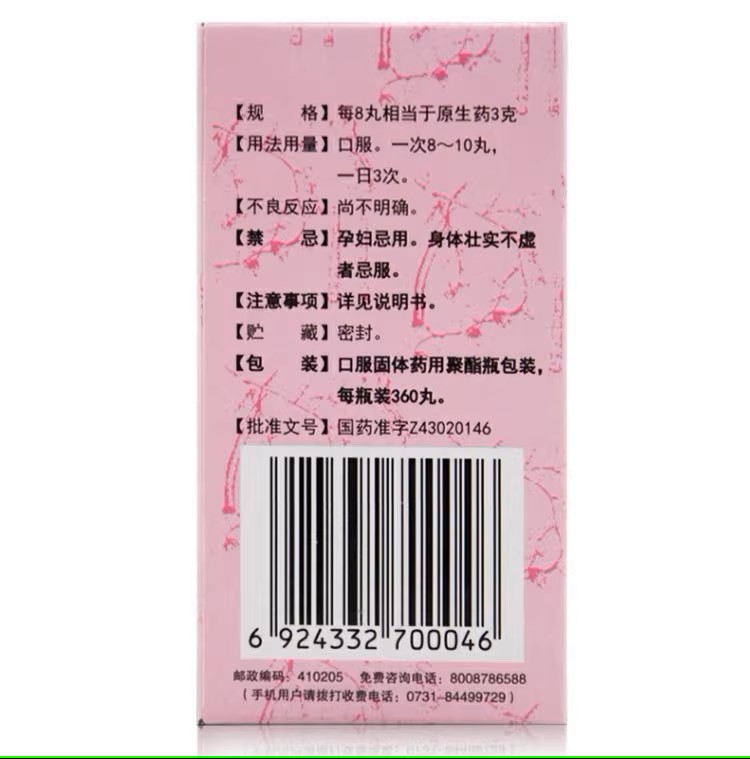 【规　　格】每8丸相当于原生药3克
【用法用量】口服。一次8～10丸，
一日3次。
【不良反应】尚不明确。
【禁　　忌】孕妇忌用。身体壮实不虚
者忌服。
【注意事项】详见说明书。
【贮　　藏】密封。
【包　　装】口服固体药用聚酯瓶包装，
每瓶装360丸。
【批准文号】国药准字Z43020146
6 924332 700046
邮政编码：410205　免费咨询电话：8008786588
（手机用户请拨打收费电话：0731-84499729）